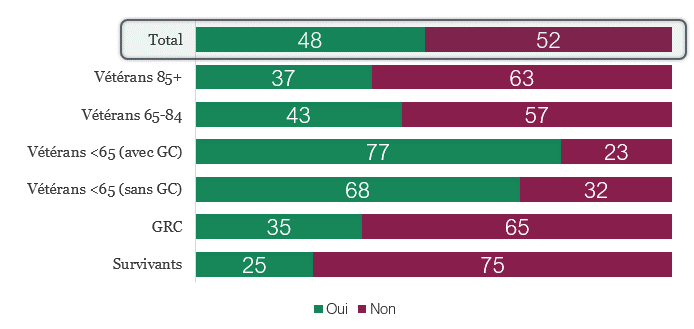 Total 48 52
Vétérans 85+ 37 63
Vétérans 65-84 43 57
Vétérans <65 (avec GC) 77 23
Vétérans <65 (sans GC) 68 32
GRC 35 65
Survivants 25 75
Oui Non